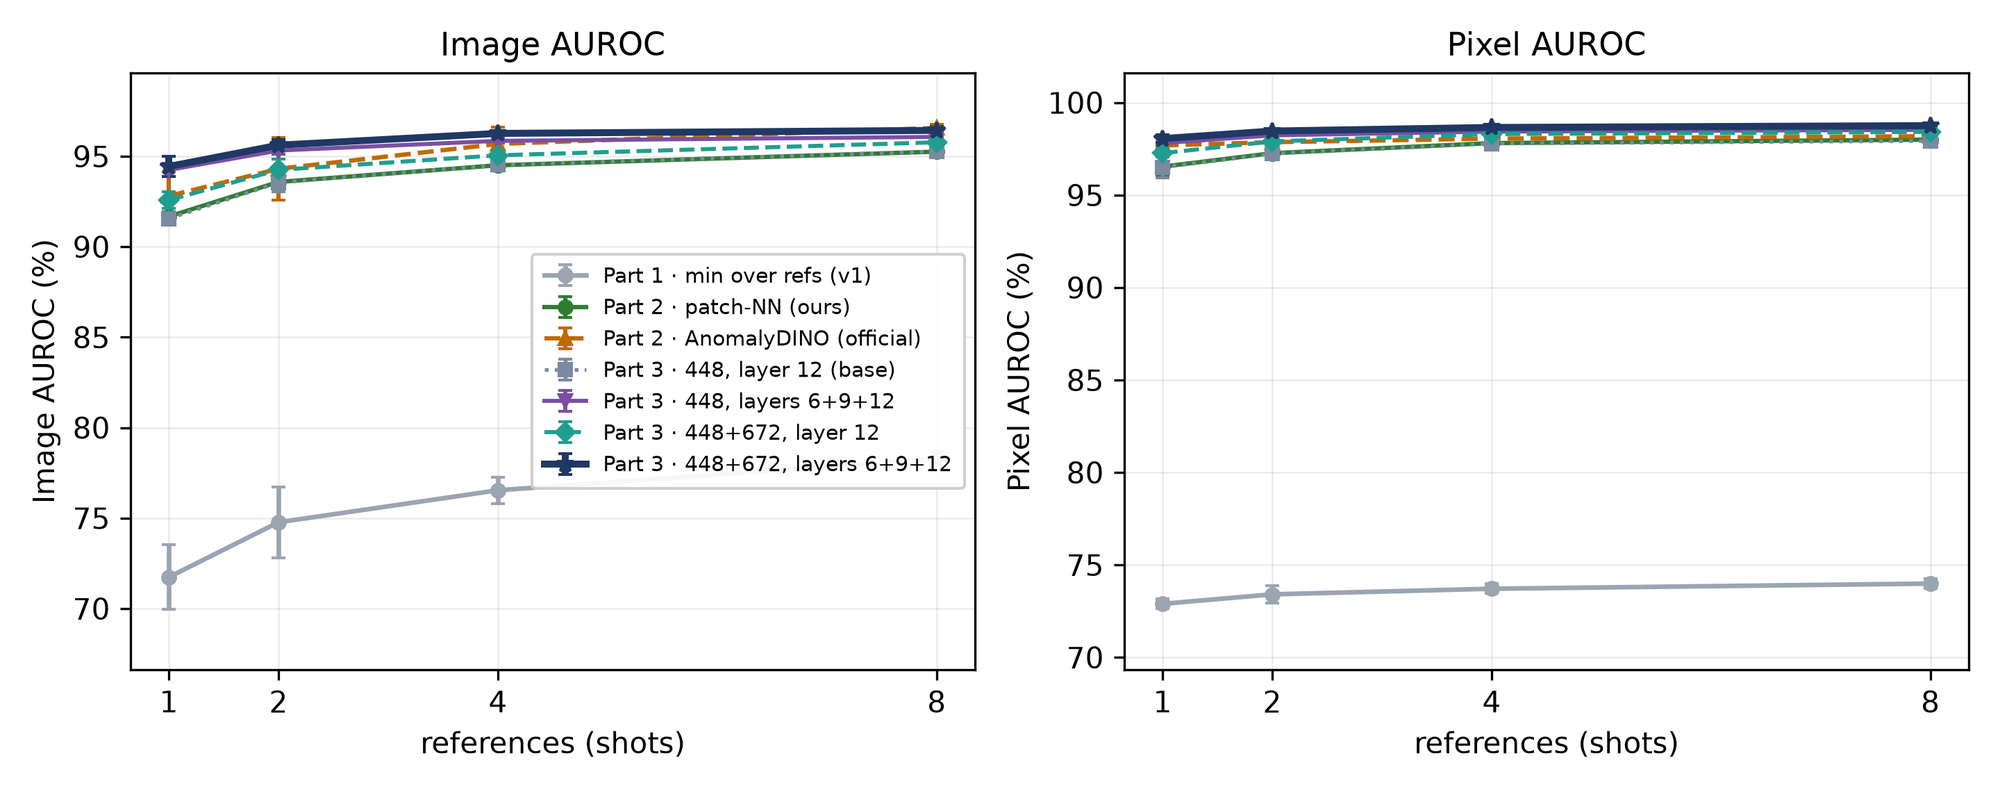 Image AUROC
Image AUROC (%)
95
90
85
80
75
70
1 2 4 8
references (shots)
Part 1 · min over refs (v1)
Part 2 · patch-NN (ours)
Part 2 · AnomalyDINO (official)
Part 3 · 448, layer 12 (base)
Part 3 · 448, layers 6+9+12
Part 3 · 448+672, layer 12
Part 3 · 448+672, layers 6+9+12
Pixel AUROC
Pixel AUROC (%)
100
95
90
85
80
75
70
1 2 4 8
references (shots)